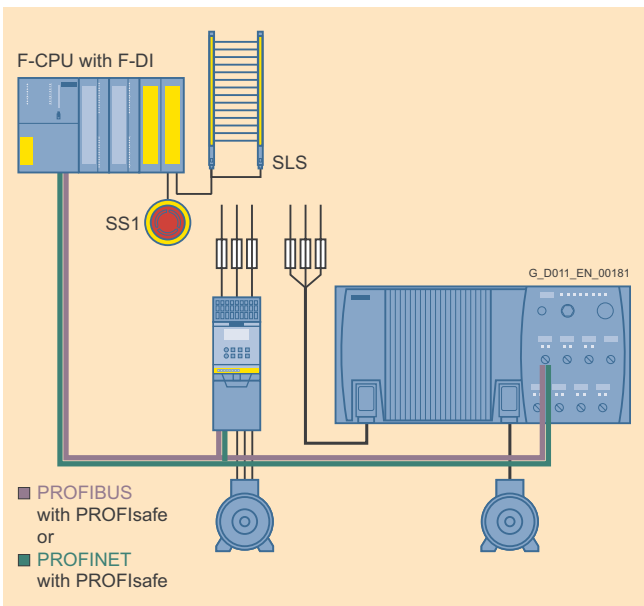 F-CPU with F-DI
SLS
SS1
G_D011_EN_00181
PROFIBUS
with PROFIsafe
or
PROFINET
with PROFIsafe